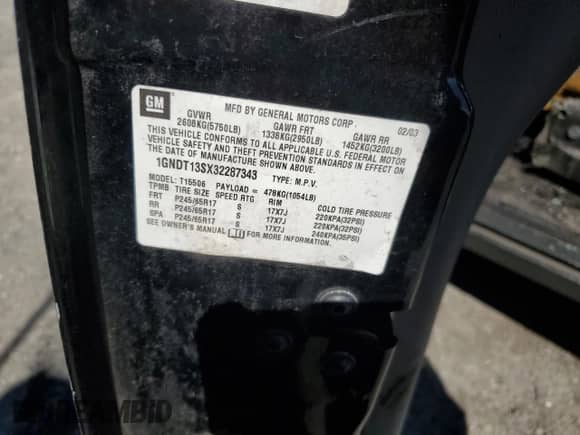 GM
MFD BY GENERAL MOTORS CORP.
02/03
GVWR GAWR FRT GAWR RR
2608KG(5750LB) 1338KG(2950LB) 1452KG(3200LB)
THIS VEHICLE CONFORMS TO ALL APPLICABLE U.S. FEDERAL MOTOR
VEHICLE SAFETY AND THEFT PREVENTION STANDARDS IN EFFECT ON
THE DATE OF MANUFACTURE SHOWN ABOVE.
1GNDT13SX32287343 TYPE: M.P.V.
MODEL: T15506 PAYLOAD = 478KG(1054LB)
TPMB TIRE SIZE SPEED RTG RIM COLD TIRE PRESSURE
FRT P245/65R17 S 17X7J 220KPA(32PSI)
RR P245/65R17 S 17X7J 220KPA(32PSI)
SPA P245/65R17 S 17X7J 240KPA(35PSI)
SEE OWNER'S MANUAL FOR MORE INFORMATION.